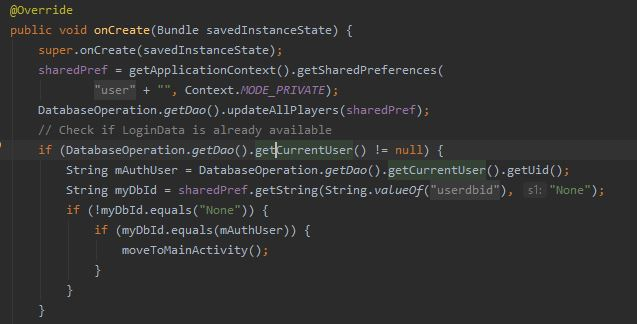 @Override
public void onCreate(Bundle savedInstanceState) {
super.onCreate(savedInstanceState);
sharedPref = getApplicationContext().getSharedPreferences(
"user" + "", Context.MODE_PRIVATE);
DatabaseOperation.getDao().updateAllPlayers(sharedPref);
// Check if LoginData is already available
if (DatabaseOperation.getDao().getCurrentUser() != null) {
String mAuthUser = DatabaseOperation.getDao().getCurrentUser().getUid();
String myDbId = sharedPref.getString(String.valueOf("userdbid"), s1: "None");
if (!myDbId.equals("None")) {
if (myDbId.equals(mAuthUser)) {
moveToMainActivity();
}
}
}